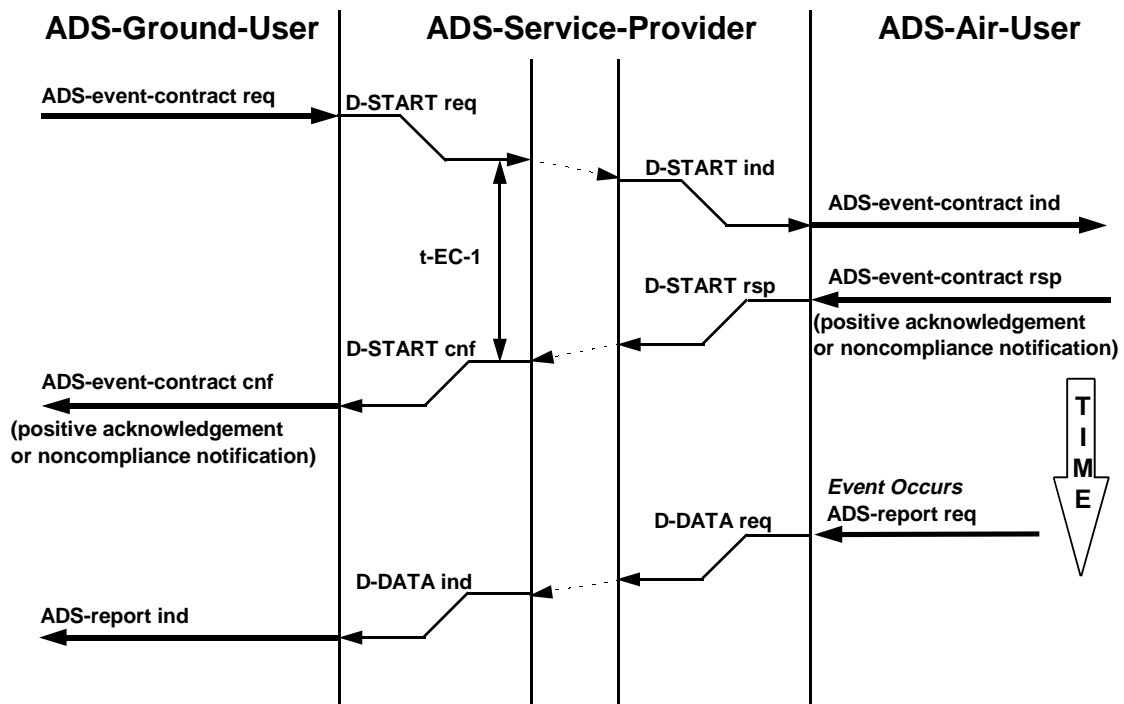 ADS-Ground-User
ADS-Service-Provider
ADS-Air-User
ADS-event-contract req
D-START req
D-START ind
ADS-event-contract ind
t-EC-1
D-START rsp
ADS-event-contract rsp
(positive acknowledgement
or noncompliance notification)
D-START cnf
ADS-event-contract cnf
(positive acknowledgement
or noncompliance notification)
T
I
M
E
Event Occurs
ADS-report req
D-DATA req
D-DATA ind
ADS-report ind